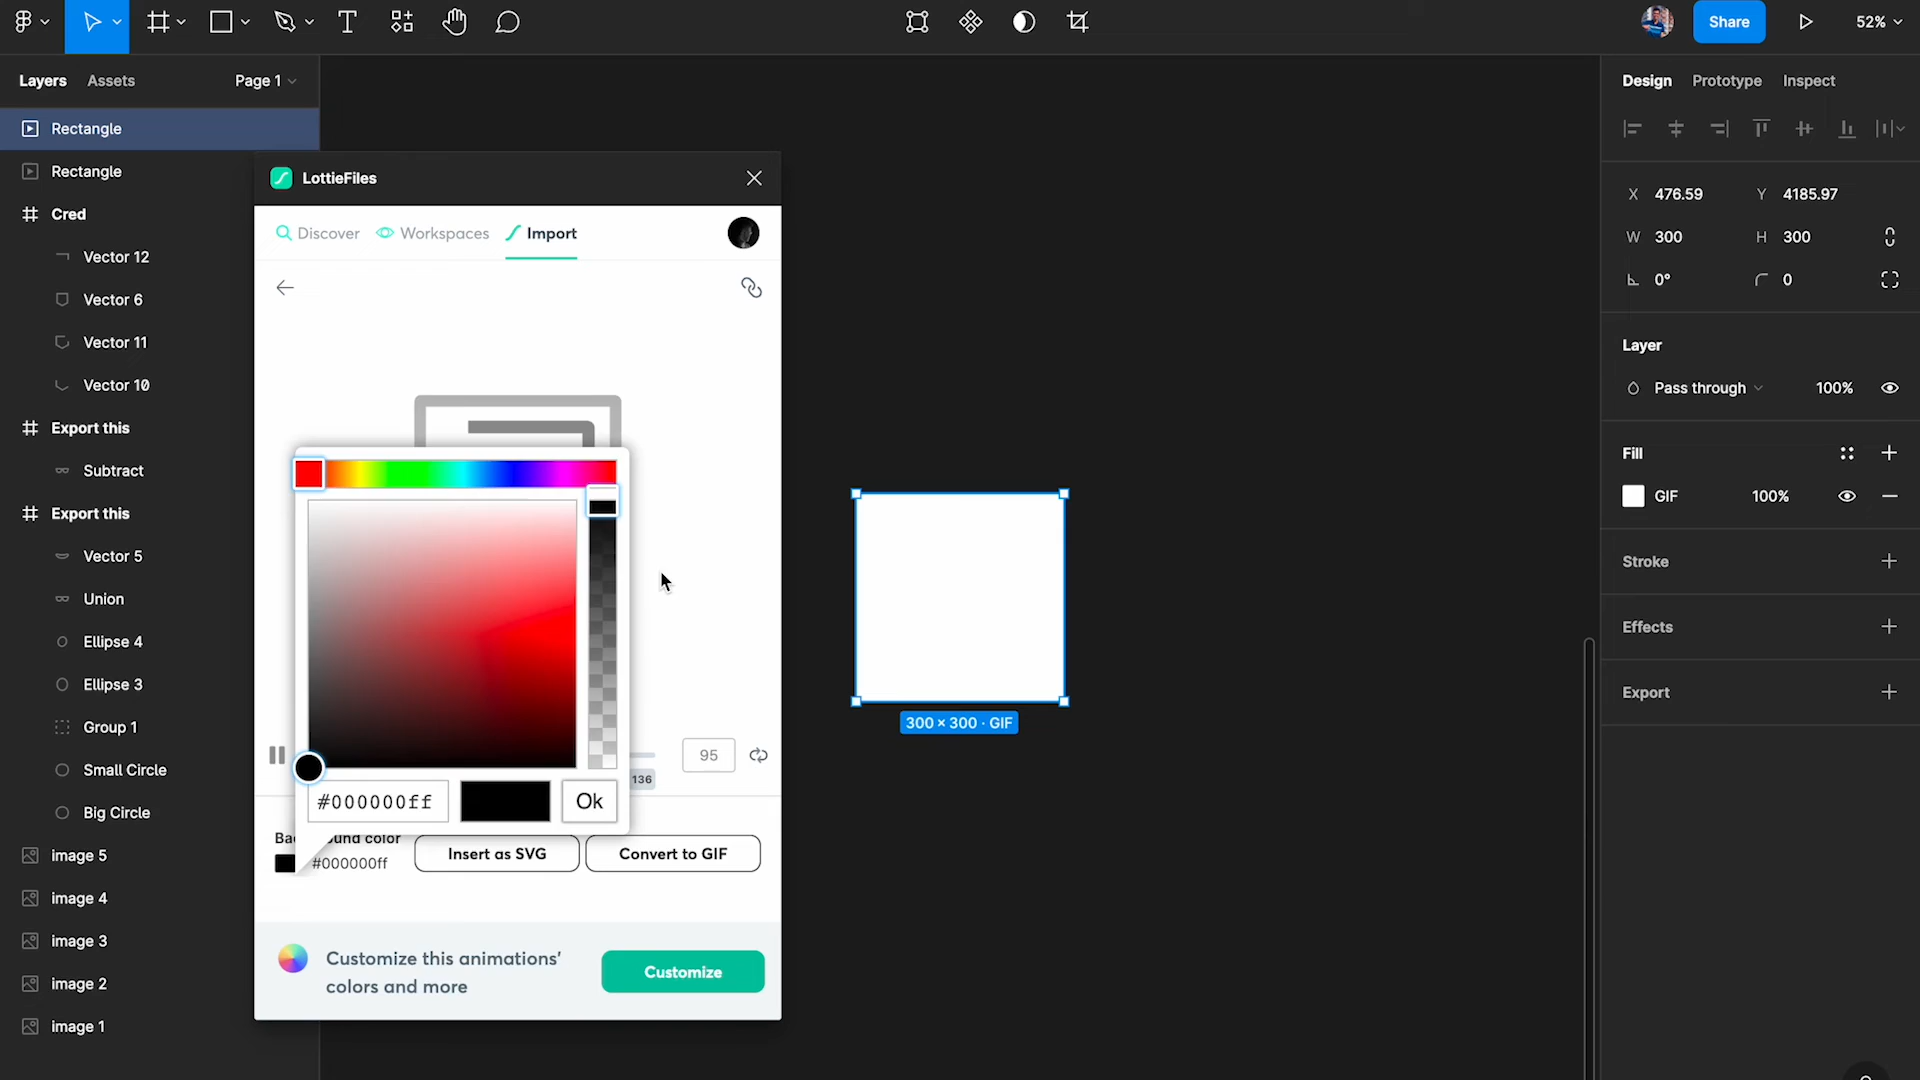 Share
52%
Layers
Assets
Page 1
Rectangle
Rectangle
Cred
Vector 12
Vector 6
Vector 11
Vector 10
Export this
Subtract
Export this
Vector 5
Union
Ellipse 4
Ellipse 3
Group 1
Small Circle
Big Circle
image 5
image 4
image 3
image 2
image 1
LottieFiles
Discover
Workspaces
Import
95
136
#000000ff
Ok
#000000ff
Insert as SVG
Convert to GIF
Customize this animations'
colors and more
Customize
300 × 300 · GIF
Design
Prototype
Inspect
X 476.59
Y 4185.97
W 300
H 300
0°
0
Layer
Pass through
100%
Fill
GIF
100%
Stroke
Effects
Export